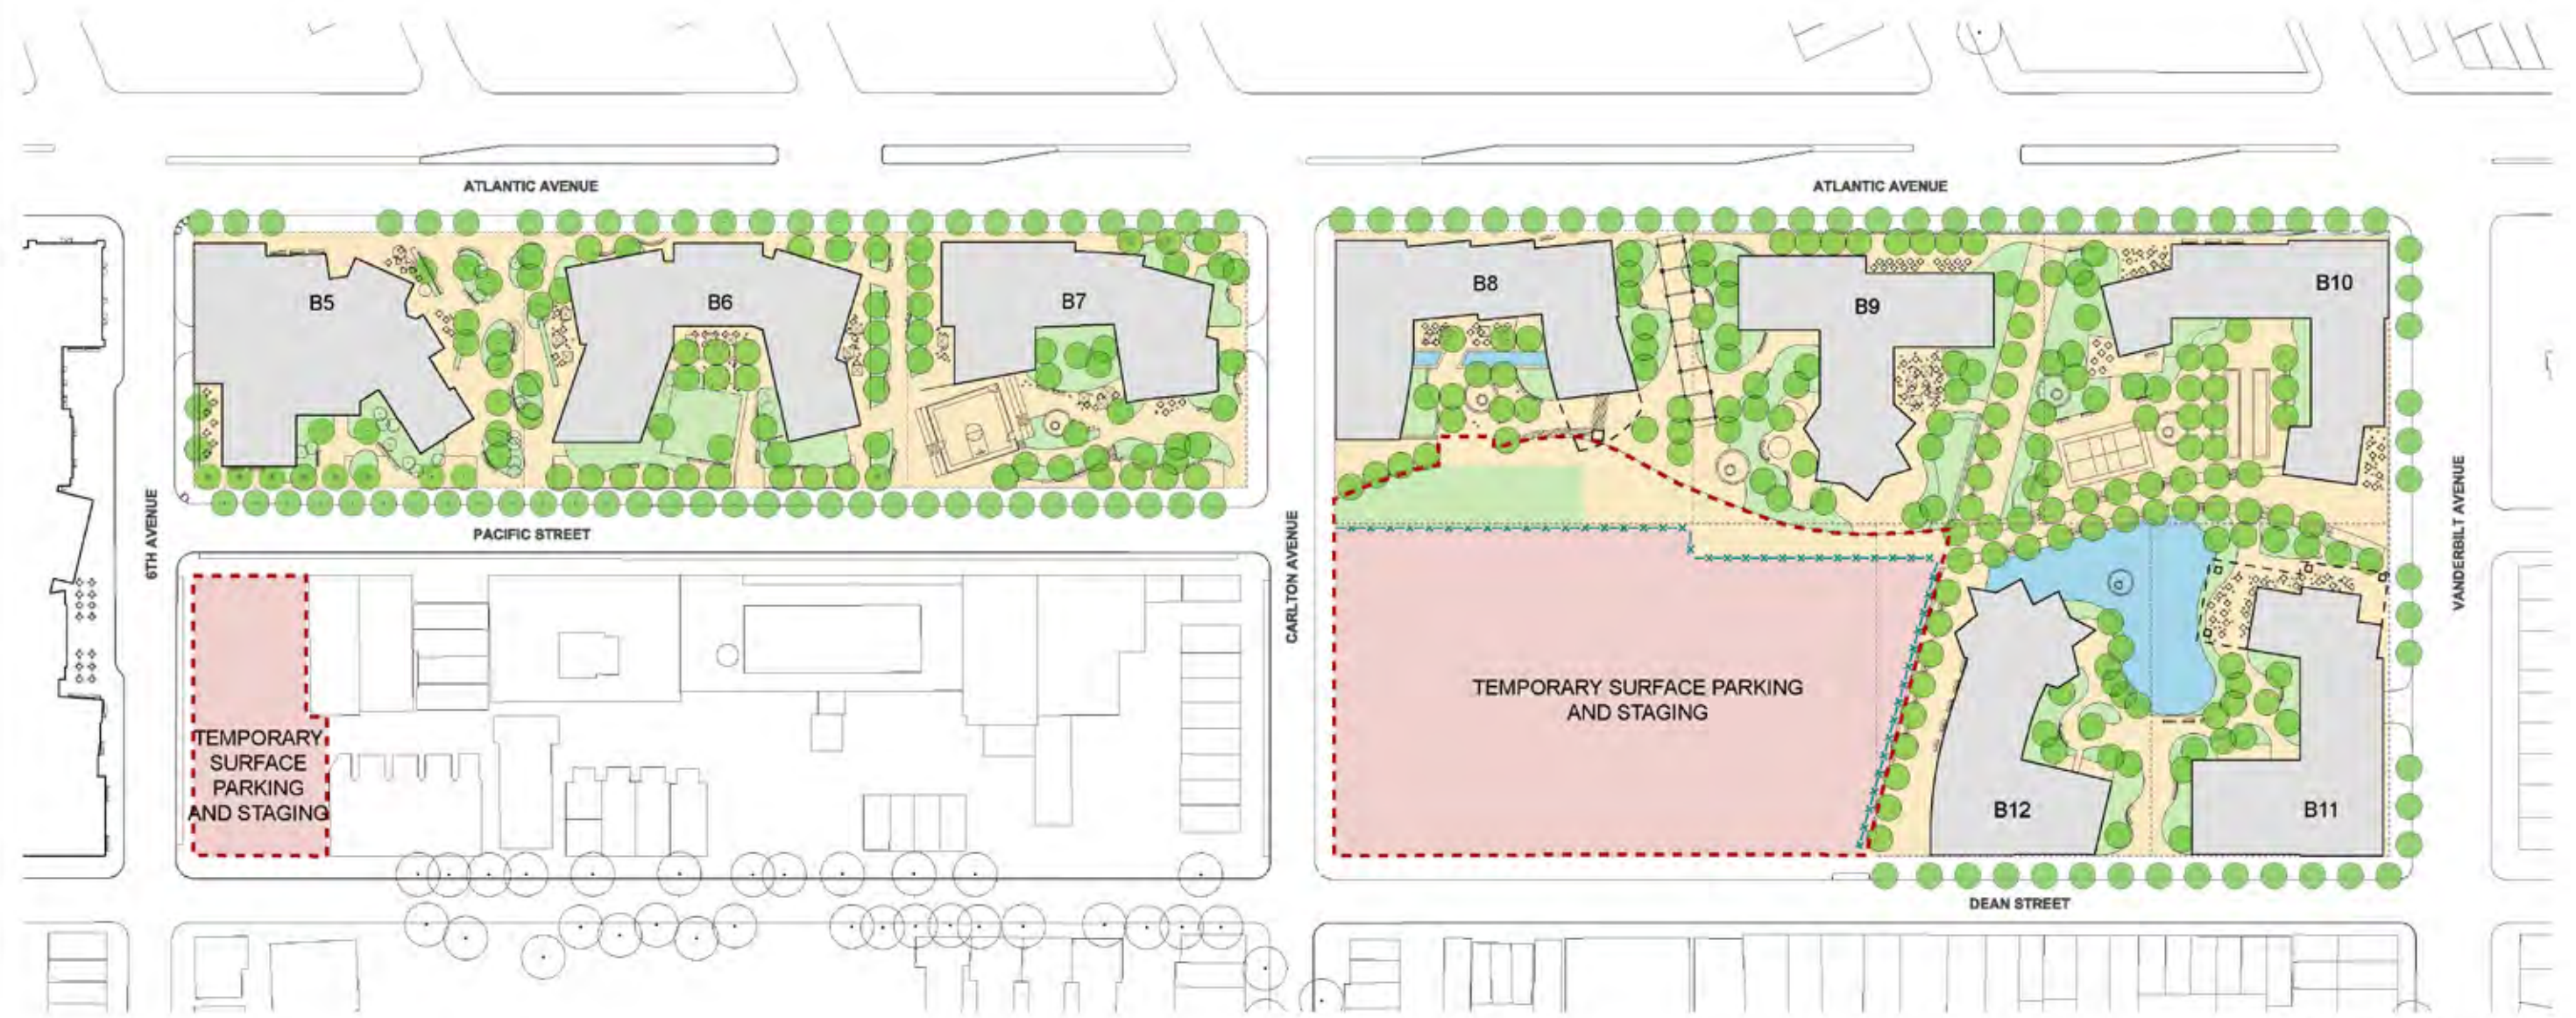 ATLANTIC AVENUE
ATLANTIC AVENUE
B5
B6
B7
B8
B9
B10
6TH AVENUE
PACIFIC STREET
CARLTON AVENUE
VANDERBILT AVENUE
TEMPORARY
SURFACE
PARKING
AND STAGING
TEMPORARY SURFACE PARKING
AND STAGING
B12
B11
DEAN STREET